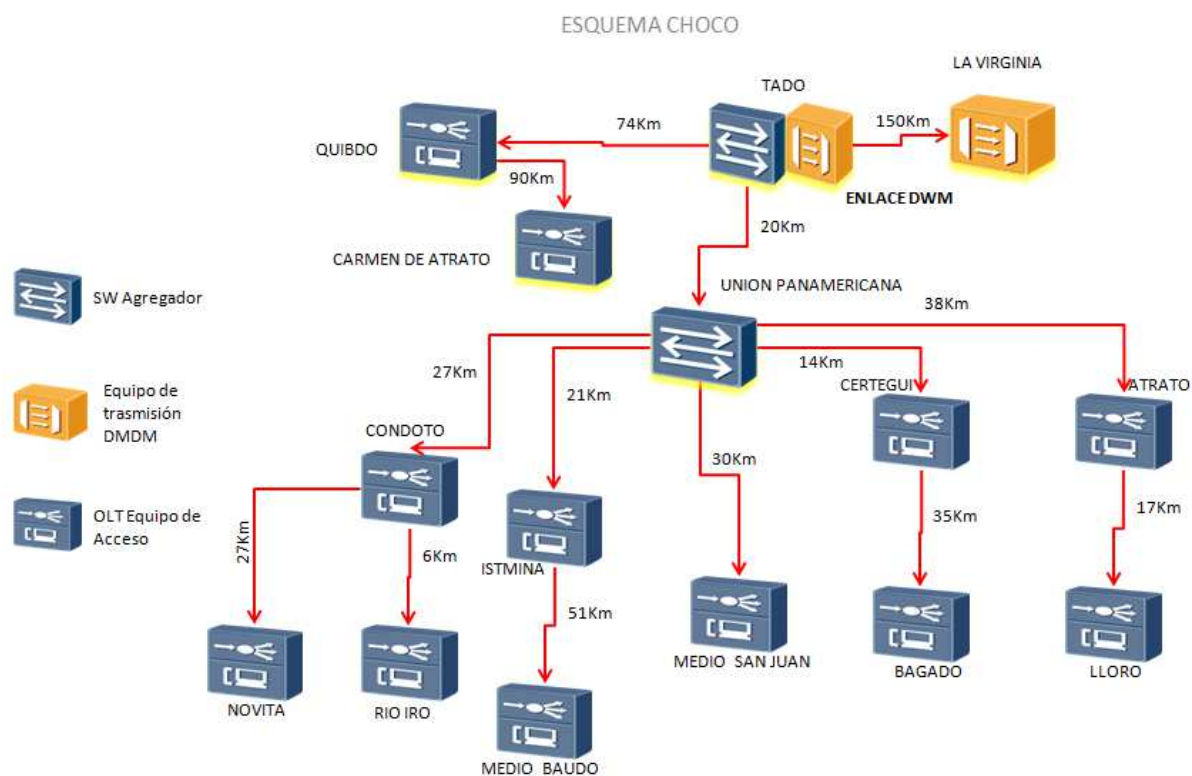 ESQUEMA CHOCO
LA VIRGINIA
TADO
74Km
150Km
QUIBDO
90Km
ENLACE DWM
20Km
CARMEN DE ATRATO
UNION PANAMERICANA
SW Agregador
38Km
14Km
27Km
CERTEGUI
ATRATO
21Km
Equipo de
trasmisión
DMDM
CONDOTO
30Km
OLT Equipo de
Acceso
35Km
17Km
27Km
6Km
ISTMINA
51Km
MEDIO SAN JUAN
BAGADO
LLORO
NOVITA
RIO IRO
MEDIO BAUDO